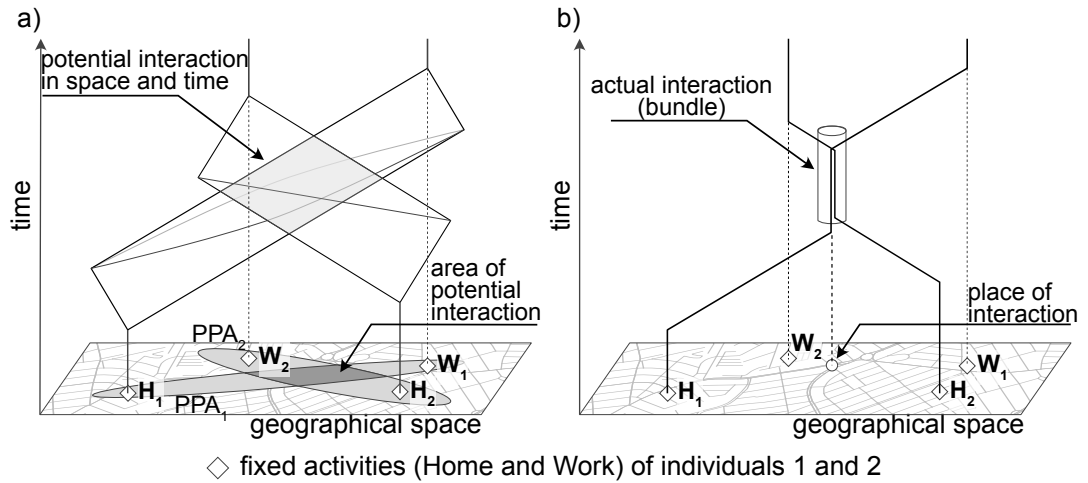 a)
potential interaction
in space and time
time
area of
potential
interaction
PPA2
W2
W1
H1
PPA1
H2
geographical space
b)
actual interaction
(bundle)
time
place of
interaction
W2
W1
H1
H2
geographical space
fixed activities (Home and Work) of individuals 1 and 2